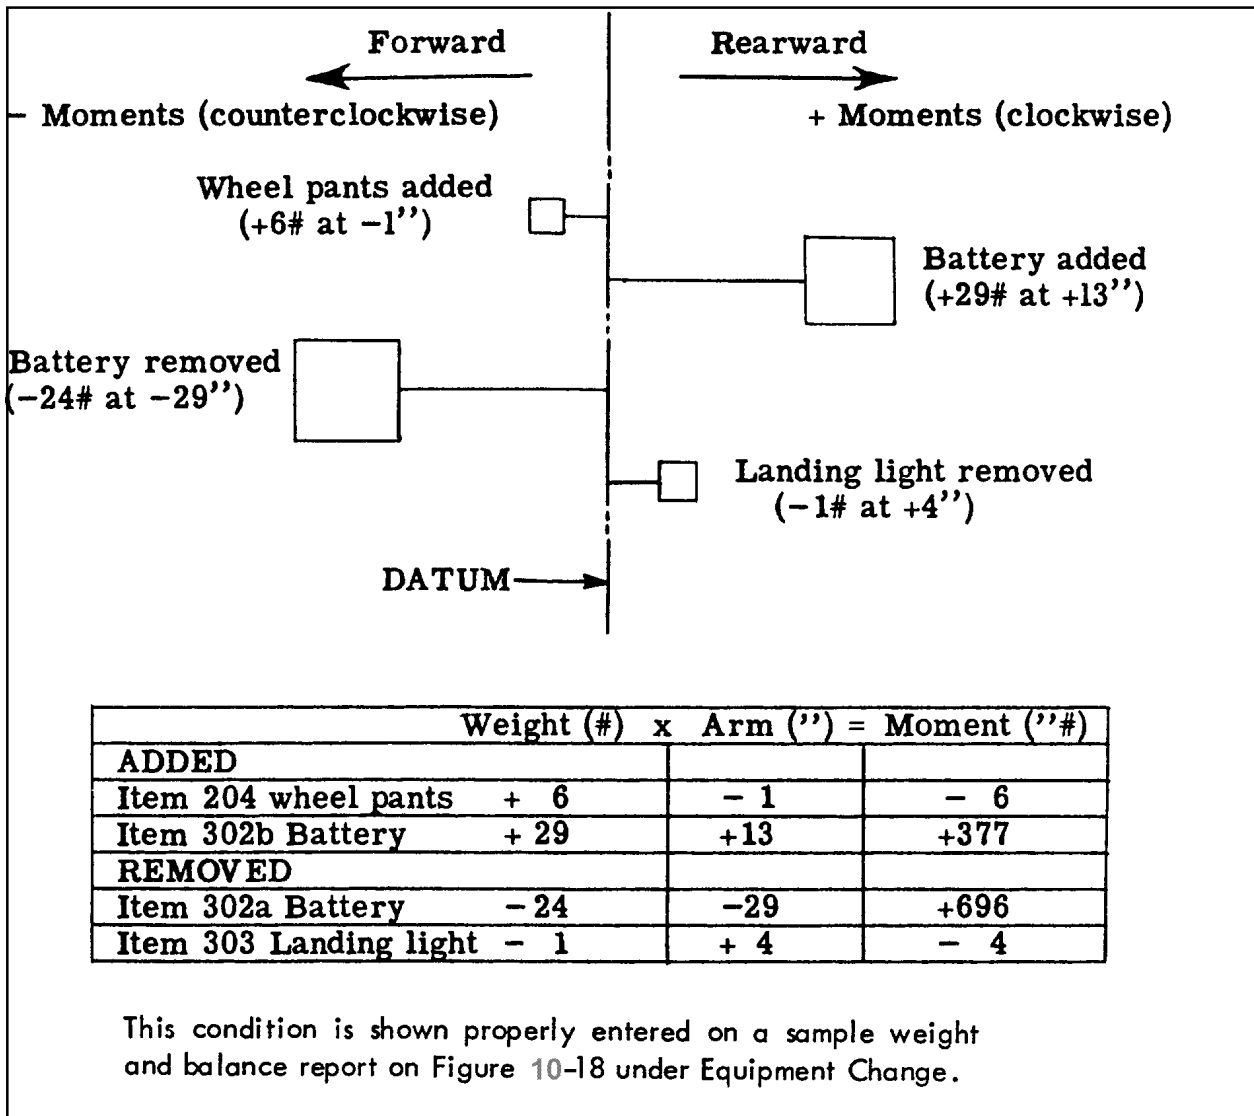 Forward
Rearward
− Moments (counterclockwise)
+ Moments (clockwise)
Wheel pants added
(+6# at −1’’)
Battery added
(+29# at +13’’)
Battery removed
(−24# at −29’’)
Landing light removed
(−1# at +4’’)
DATUM
Weight (#) x Arm (’’) = Moment (’’#)
ADDED
Item 204 wheel pants + 6 − 1 − 6
Item 302b Battery + 29 +13 +377
REMOVED
Item 302a Battery − 24 −29 +696
Item 303 Landing light − 1 + 4 − 4
This condition is shown properly entered on a sample weight
and balance report on Figure 10-18 under Equipment Change.